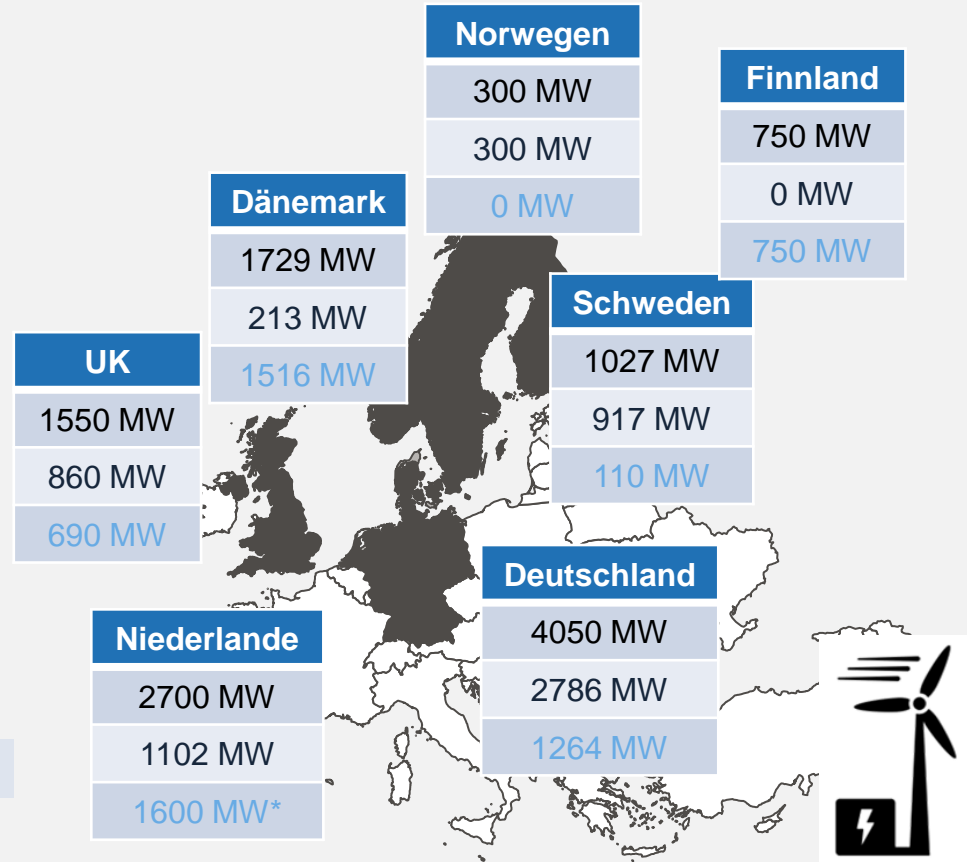 Norwegen
300 MW
300 MW
0 MW
Finnland
750 MW
0 MW
750 MW
Dänemark
1729 MW
213 MW
1516 MW
Schweden
1027 MW
917 MW
110 MW
UK
1550 MW
860 MW
690 MW
Deutschland
4050 MW
2786 MW
1264 MW
Niederlande
2700 MW
1102 MW
1600 MW*